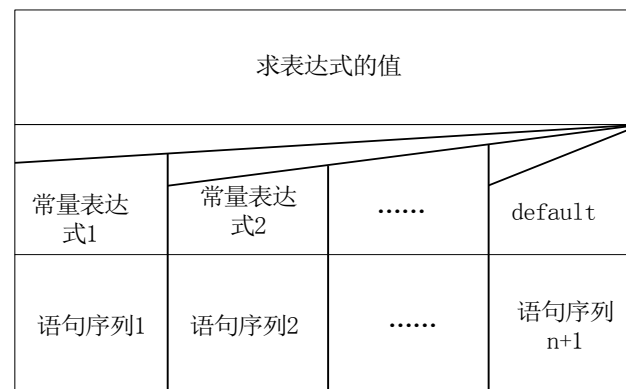 求表达式的值
常量表达
式1
常量表达
式2
……
default
语句序列1
语句序列2
……
语句序列
n+1